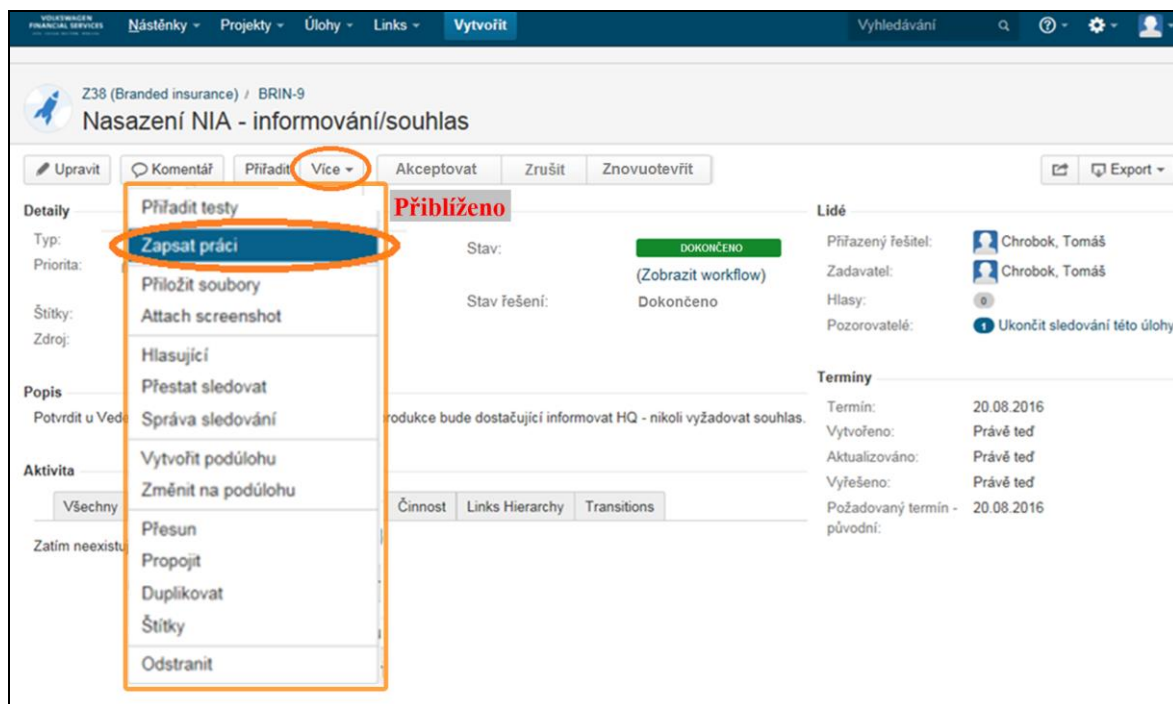 VOLKSWAGEN
FINANCIAL SERVICES
Nástěnky Projekty Úlohy Links Vytvořit Vyhledávání
Z38 (Branded insurance) / BRIN-9
Nasazení NIA - informování/souhlas
Upravit Komentář Přiřadit Více Akceptovat Zrušit Znovuotevřít Export
Přiblíženo
Detaily
Typ:
Priorita:
Štítky:
Zdroj:
Stav: DOKONČENO
(Zobrazit workflow)
Stav řešení: Dokončeno
Přiřadit testy
Zapsat práci
Přiložit soubory
Attach screenshot
Hlasující
Přestat sledovat
Správa sledování
Vytvořit podúlohu
Změnit na podúlohu
Přesun
Propojit
Duplikovat
Štítky
Odstranit
Popis
Potvrdit u Ved rodukce bude dostačující informovat HQ - nikoli vyžadovat souhlas.
Aktivita
Všechny Činnost Links Hierarchy Transitions
Zatím neexistu
Lidé
Přiřazený řešitel: Chrobok, Tomáš
Zadavatel: Chrobok, Tomáš
Hlasy: 0
Pozorovatelé: 1 Ukončit sledování této úlohy
Termíny
Termín: 20.08.2016
Vytvořeno: Právě teď
Aktualizováno: Právě teď
Vyřešeno: Právě teď
Požadovaný termín - 20.08.2016
původní: